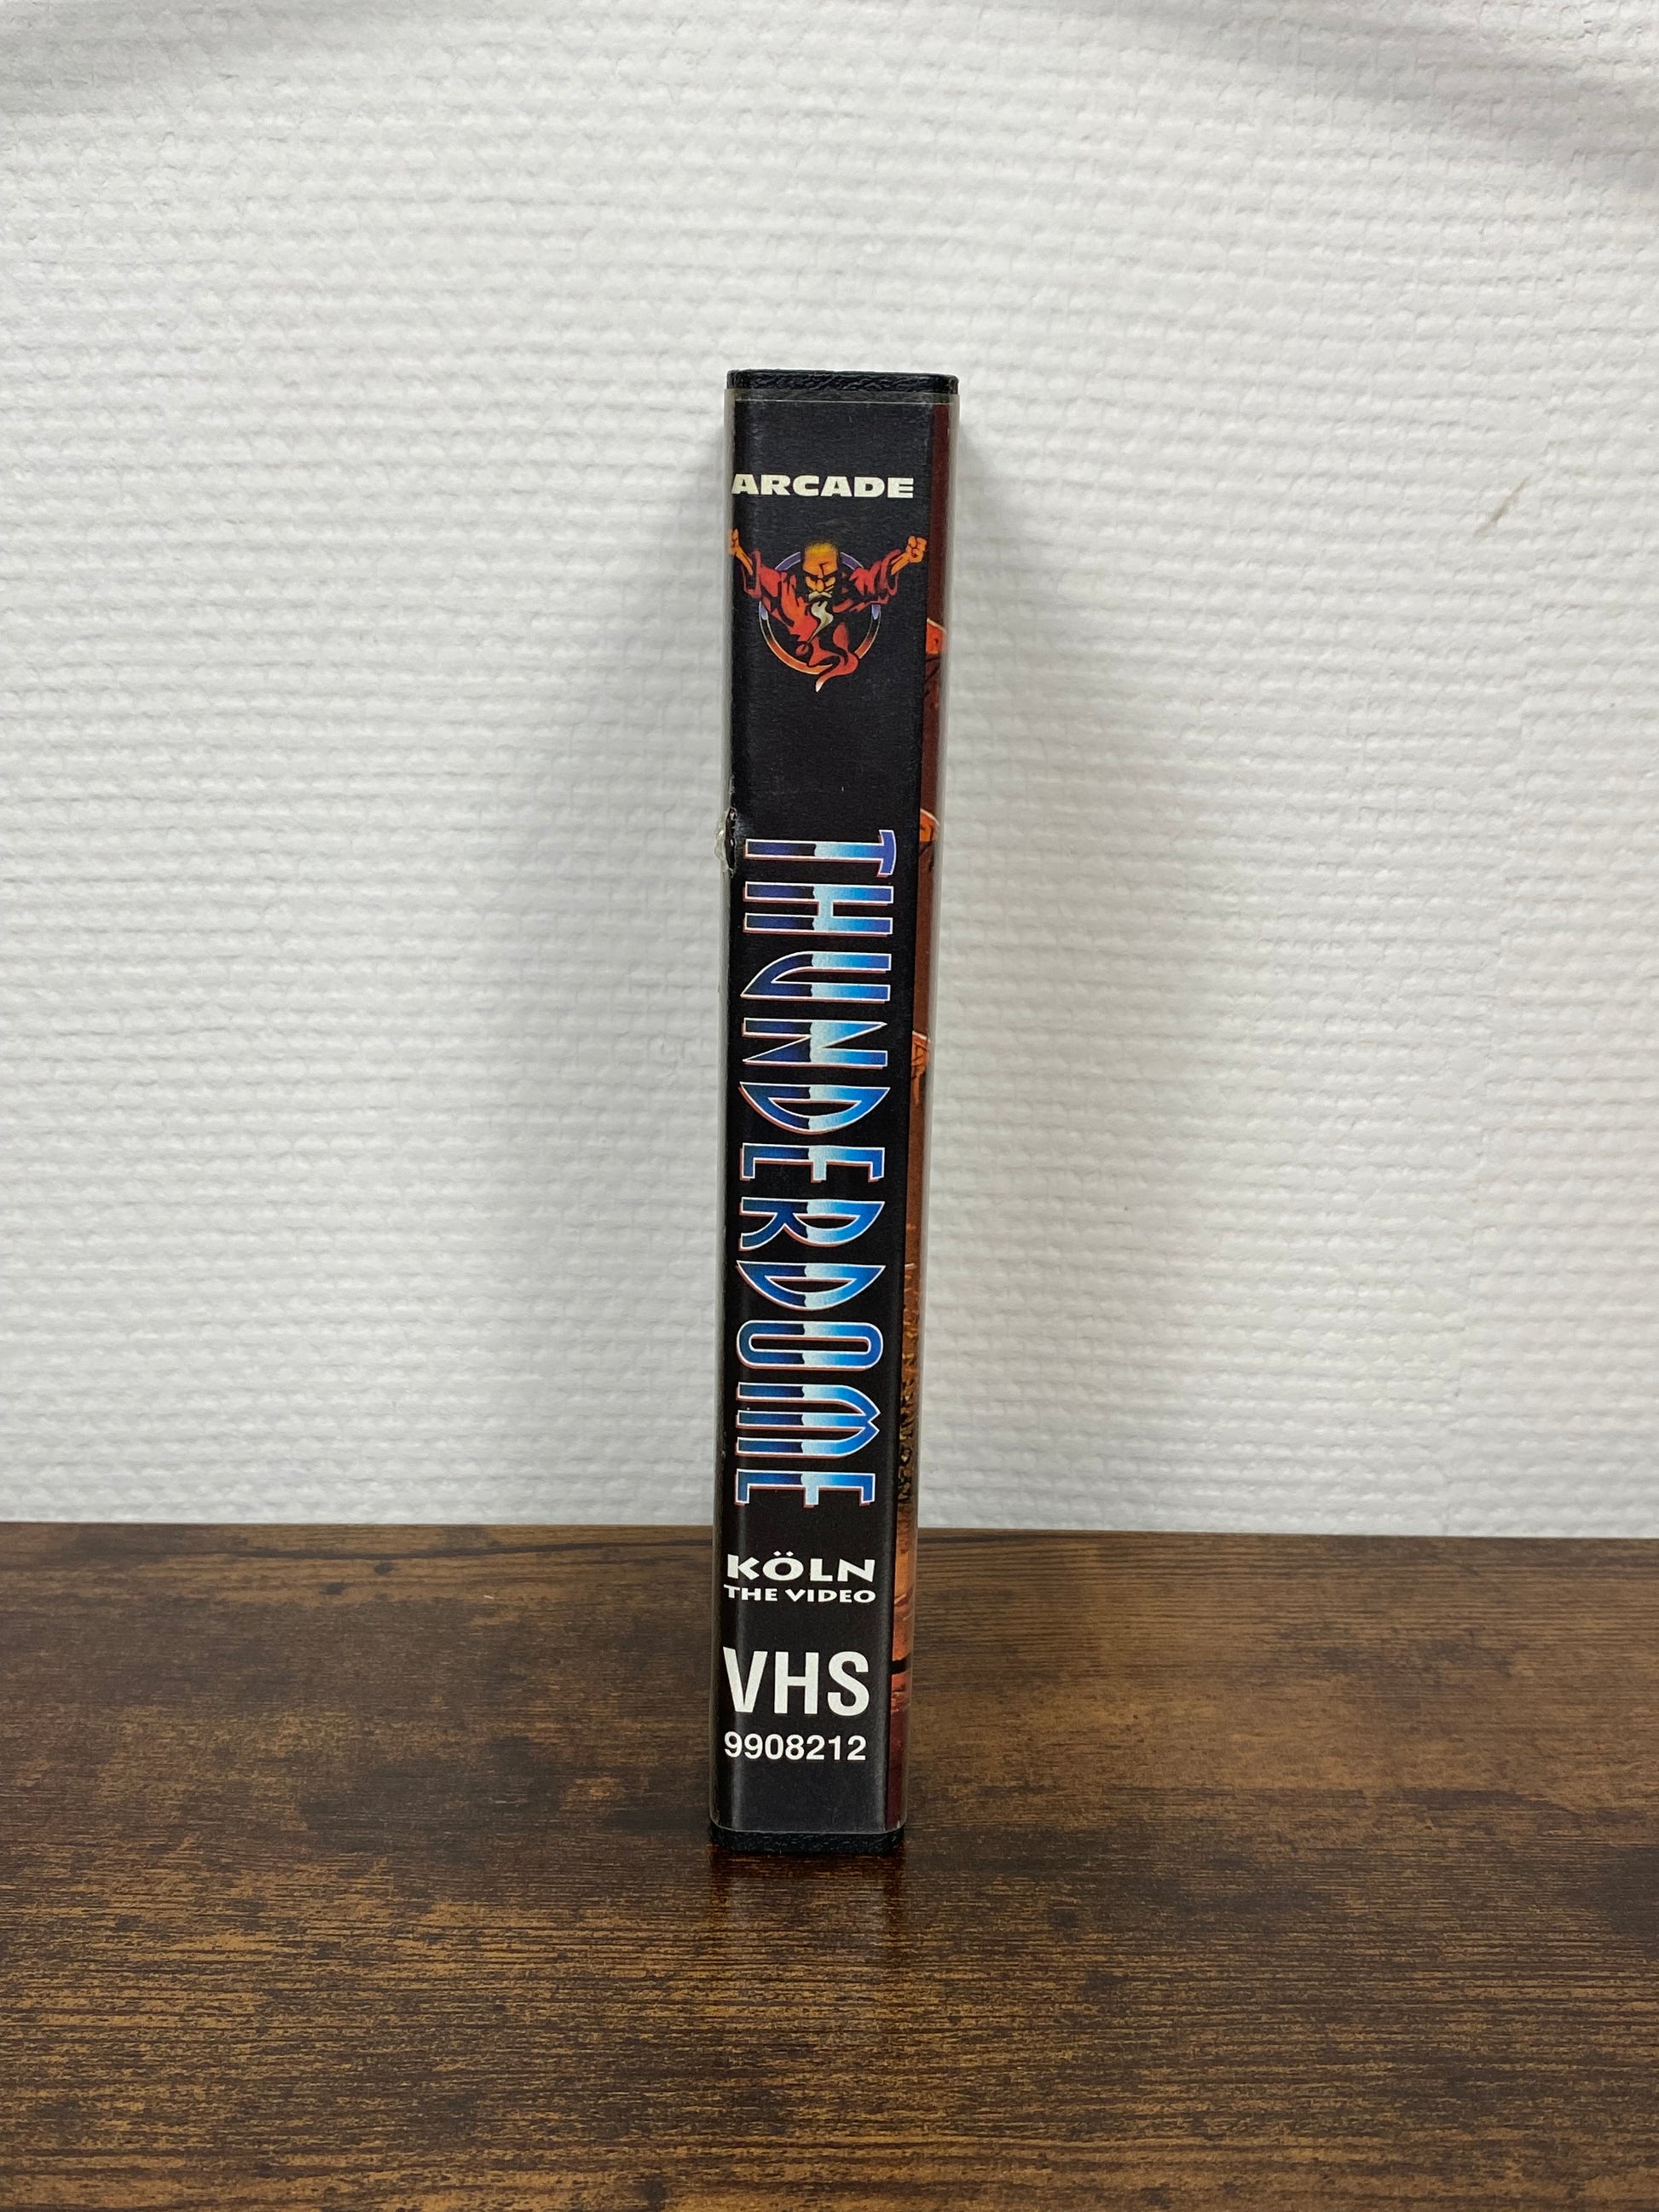 ARCADE
THUNDERDOME
KÖLN
THE VIDEO
VHS
9908212